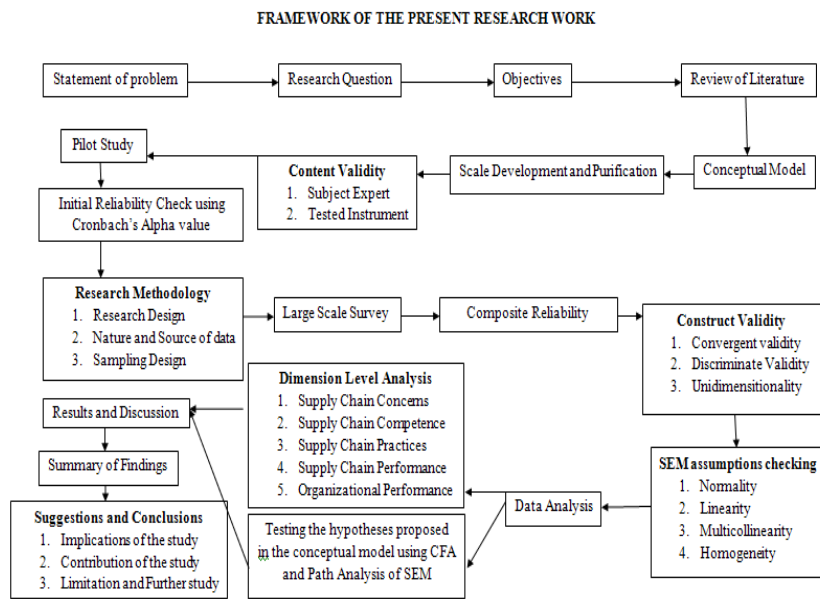 FRAMEWORK OF THE PRESENT RESEARCH WORK
Statement of problem
Research Question
Objectives
Review of Literature
Conceptual Model
Scale Development and Purification
Content Validity
1. Subject Expert
2. Tested Instrument
Pilot Study
Initial Reliability Check using
Cronbach's Alpha value
Research Methodology
1. Research Design
2. Nature and Source of data
3. Sampling Design
Large Scale Survey
Composite Reliability
Construct Validity
1. Convergent validity
2. Discriminate Validity
3. Unidimensitionality
SEM assumptions checking
1. Normality
2. Linearity
3. Multicollinearity
4. Homogeneity
Data Analysis
Dimension Level Analysis
1. Supply Chain Concerns
2. Supply Chain Competence
3. Supply Chain Practices
4. Supply Chain Performance
5. Organizational Performance
Testing the hypotheses proposed
in the conceptual model using CFA
and Path Analysis of SEM
Results and Discussion
Summary of Findings
Suggestions and Conclusions
1. Implications of the study
2. Contribution of the study
3. Limitation and Further study